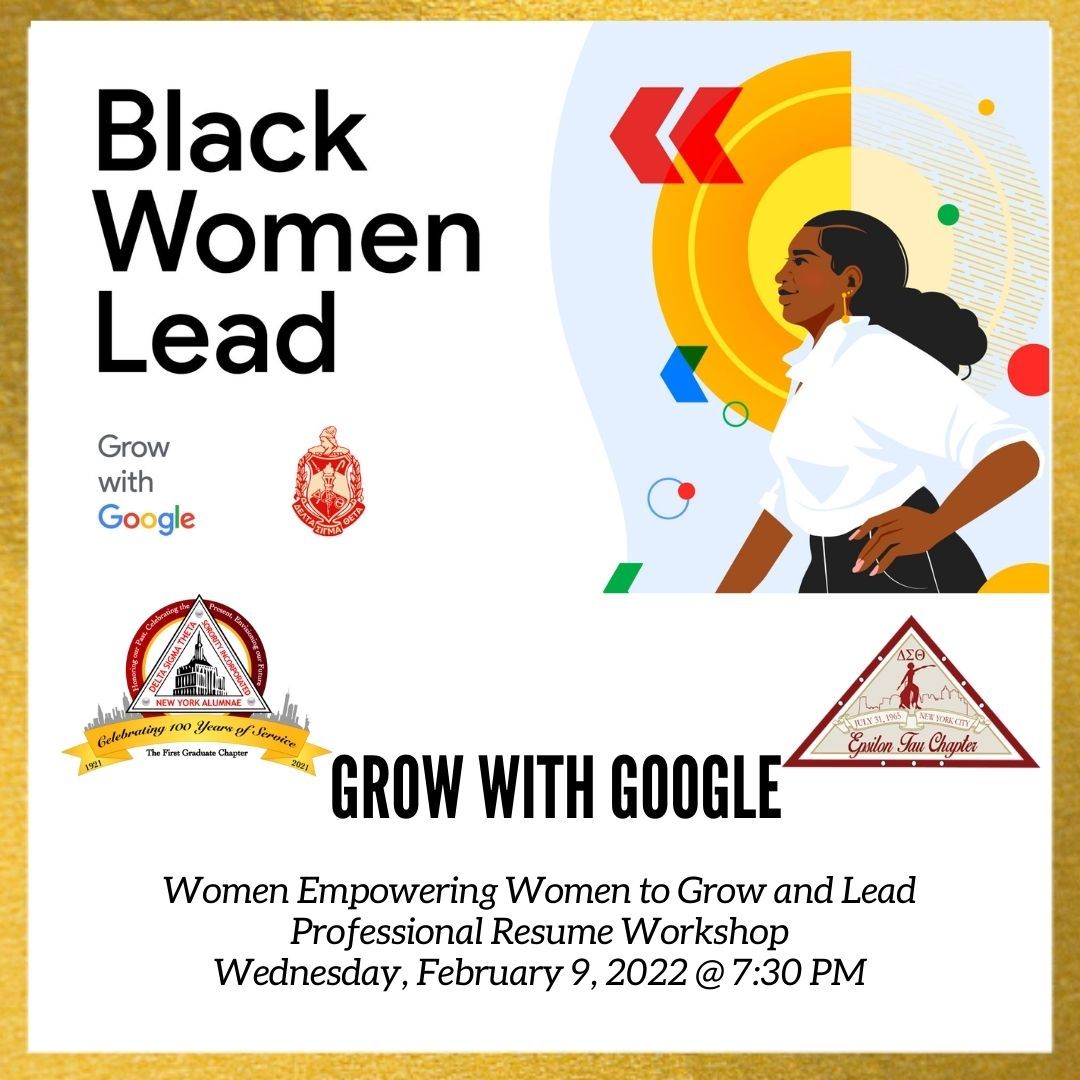 Black
Women
Lead
Grow
with
Google
ΔΕΛΤΑ ΣΙΓΜΑ ΘΕΤΑ
Honoring our Past, Celebrating the Present, Envisioning our Future
DELTA SIGMA THETA
SORORITY INCORPORATED
NEW YORK ALUMNAE
Celebrating 100 Years of Service
The First Graduate Chapter
1921
2021
ΔΣΘ
JULY 31, 1965
NEW YORK CITY
Epsilon Tau Chapter
GROW WITH GOOGLE
Women Empowering Women to Grow and Lead
Professional Resume Workshop
Wednesday, February 9, 2022 @ 7:30 PM